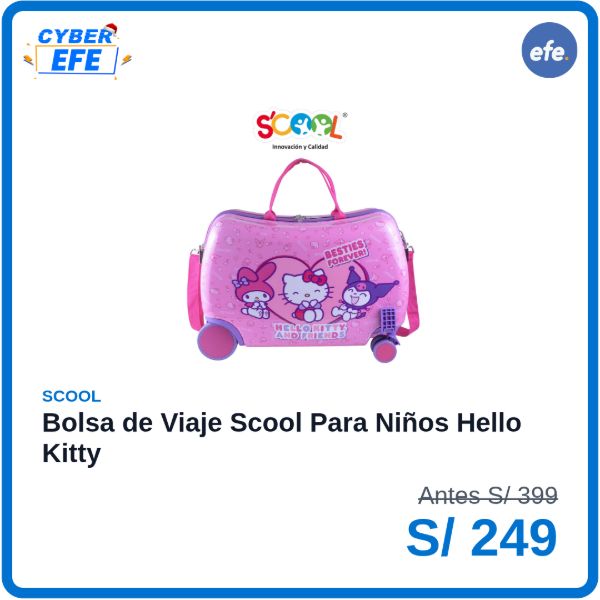 CYBER
EFE
efe.
S'COOL®
Innovación y Calidad
BESTIES
FOREVER!
HELLO KITTY
AND FRIENDS
SCOOL
Bolsa de Viaje Scool Para Niños Hello
Kitty
Antes S/ 399
S/ 249